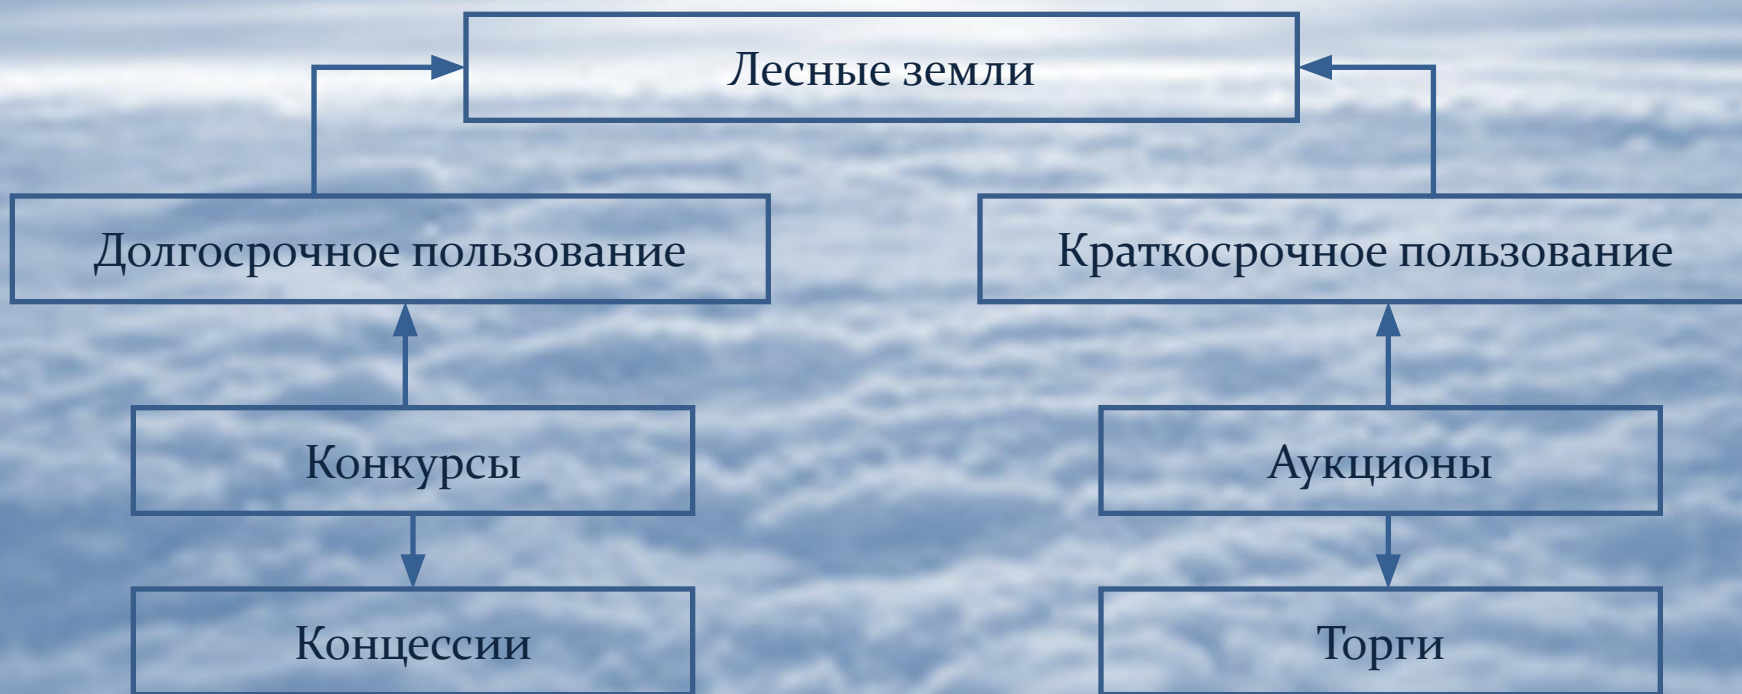 Лесные земли
Долгосрочное пользование
Краткосрочное пользование
Конкурсы
Аукционы
Концессии
Торги